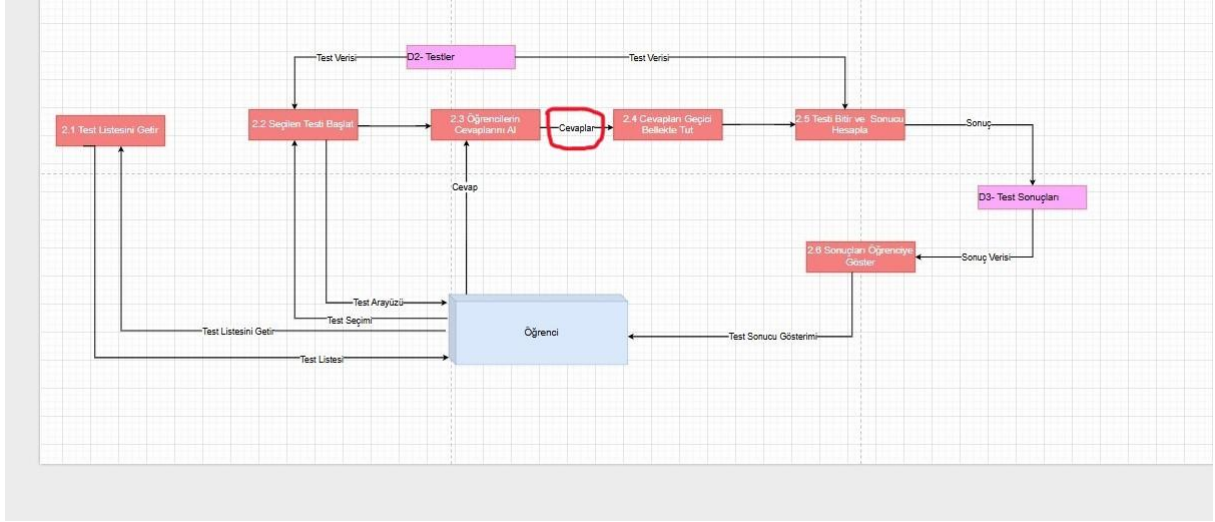 Test Verisi
D2- Testler
Test Verisi
2.1 Test Listesini Getir
2.2 Seçilen Testi Başlat
2.3 Öğrencilerin
Cevaplarını Al
Cevaplar
2.4 Cevapları Geçici
Bellekde Tut
2.5 Testi Bitir ve Sonucu
Hesapla
Sonuç
Cevap
D3- Test Sonuçları
2.6 Sonuçları Öğrenciye
Göster
Sonuç Verisi
Test Arayüzü
Test Seçimi
Test Listesini Getir
Öğrenci
Test Sonucu Gösterimi
Test Listesi